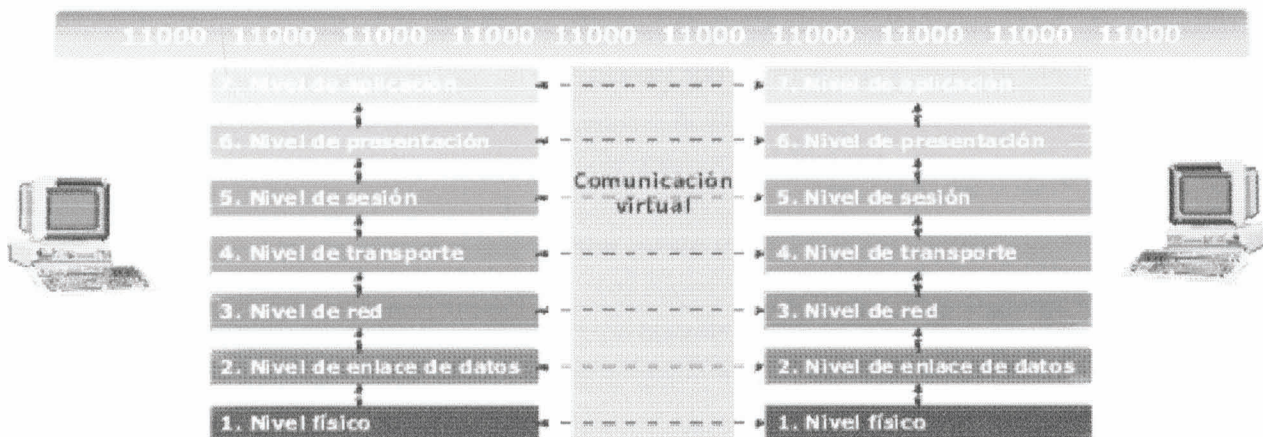 11000 11000 11000 11000 11000 11000 11000 11000 11000 11000
7. Nivel de aplicación
7. Nivel de aplicación
6. Nivel de presentación
6. Nivel de presentación
Comunicación
virtual
5. Nivel de sesión
5. Nivel de sesión
4. Nivel de transporte
4. Nivel de transporte
3. Nivel de red
3. Nivel de red
2. Nivel de enlace de datos
2. Nivel de enlace de datos
1. Nivel físico
1. Nivel físico